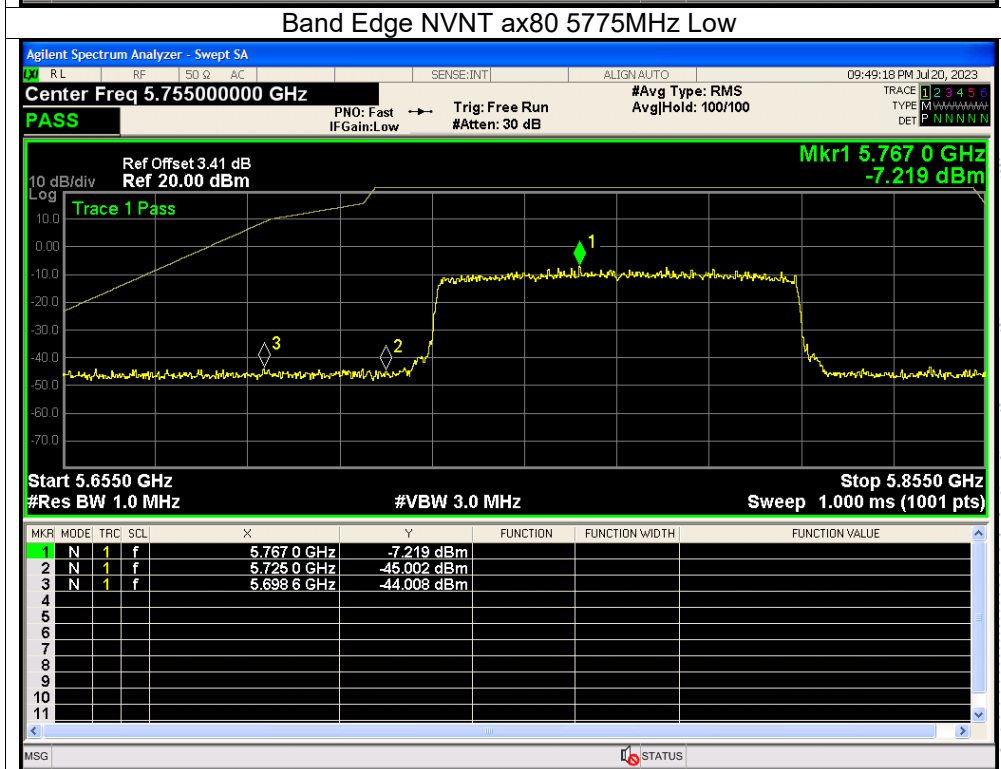 Band Edge NVNT ax80 5775MHz Low
Agilent Spectrum Analyzer - Swept SA
LXI RL RF 50 Ω AC SENSE:INT ALIGNAUTO 09:49:18 PM Jul 20, 2023
Center Freq 5.755000000 GHz #Avg Type: RMS TRACE 1 2 3 4 5 6
PASS PNO: Fast Trig: Free Run Avg|Hold: 100/100 TYPE M WWWWW
IFGain:Low #Atten: 30 dB DET P N N N N N
Mkr1 5.767 0 GHz
Ref Offset 3.41 dB
10 dB/div Ref 20.00 dBm -7.219 dBm
Log
Trace 1 Pass
10.0
0.00
1
-10.0
-20.0
-30.0
3 2
-40.0
-50.0
-60.0
-70.0
Start 5.6550 GHz Stop 5.8550 GHz
#Res BW 1.0 MHz #VBW 3.0 MHz Sweep 1.000 ms (1001 pts)
MKR MODE TRC SCL X Y FUNCTION FUNCTION WIDTH FUNCTION VALUE
1 N 1 f 5.767 0 GHz -7.219 dBm
2 N 1 f 5.725 0 GHz -45.002 dBm
3 N 1 f 5.698 6 GHz -44.008 dBm
4
5
6
7
8
9
10
11
MSG STATUS